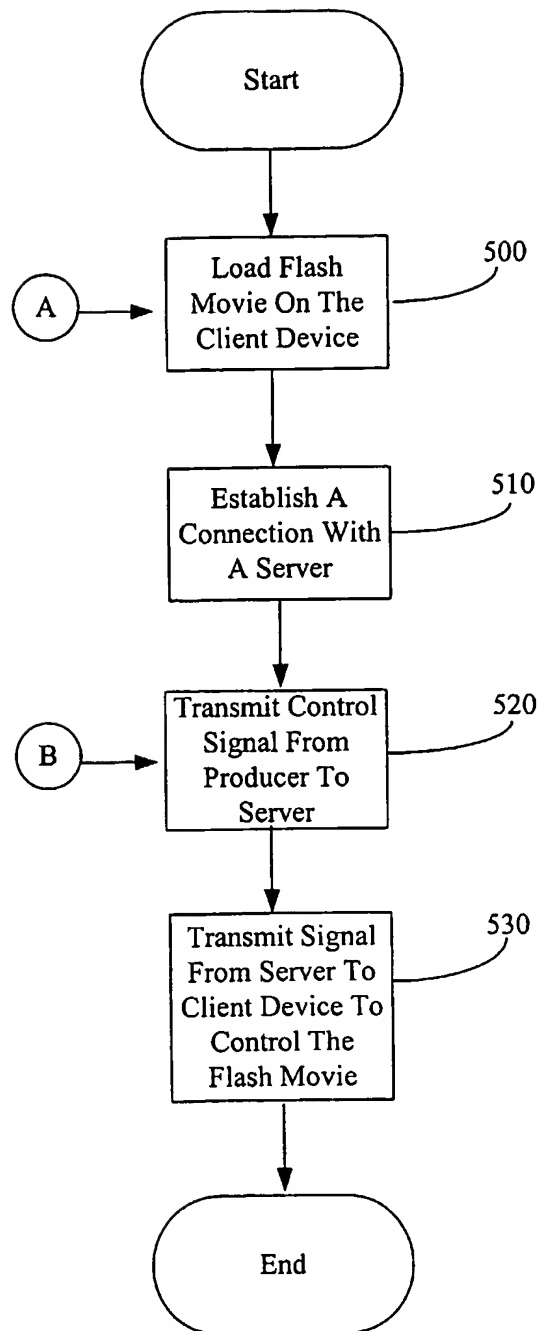 Start
500
Load Flash
Movie On The
Client Device
A
510
Establish A
Connection With
A Server
520
Transmit Control
Signal From
Producer To
Server
B
530
Transmit Signal
From Server To
Client Device To
Control The
Flash Movie
End